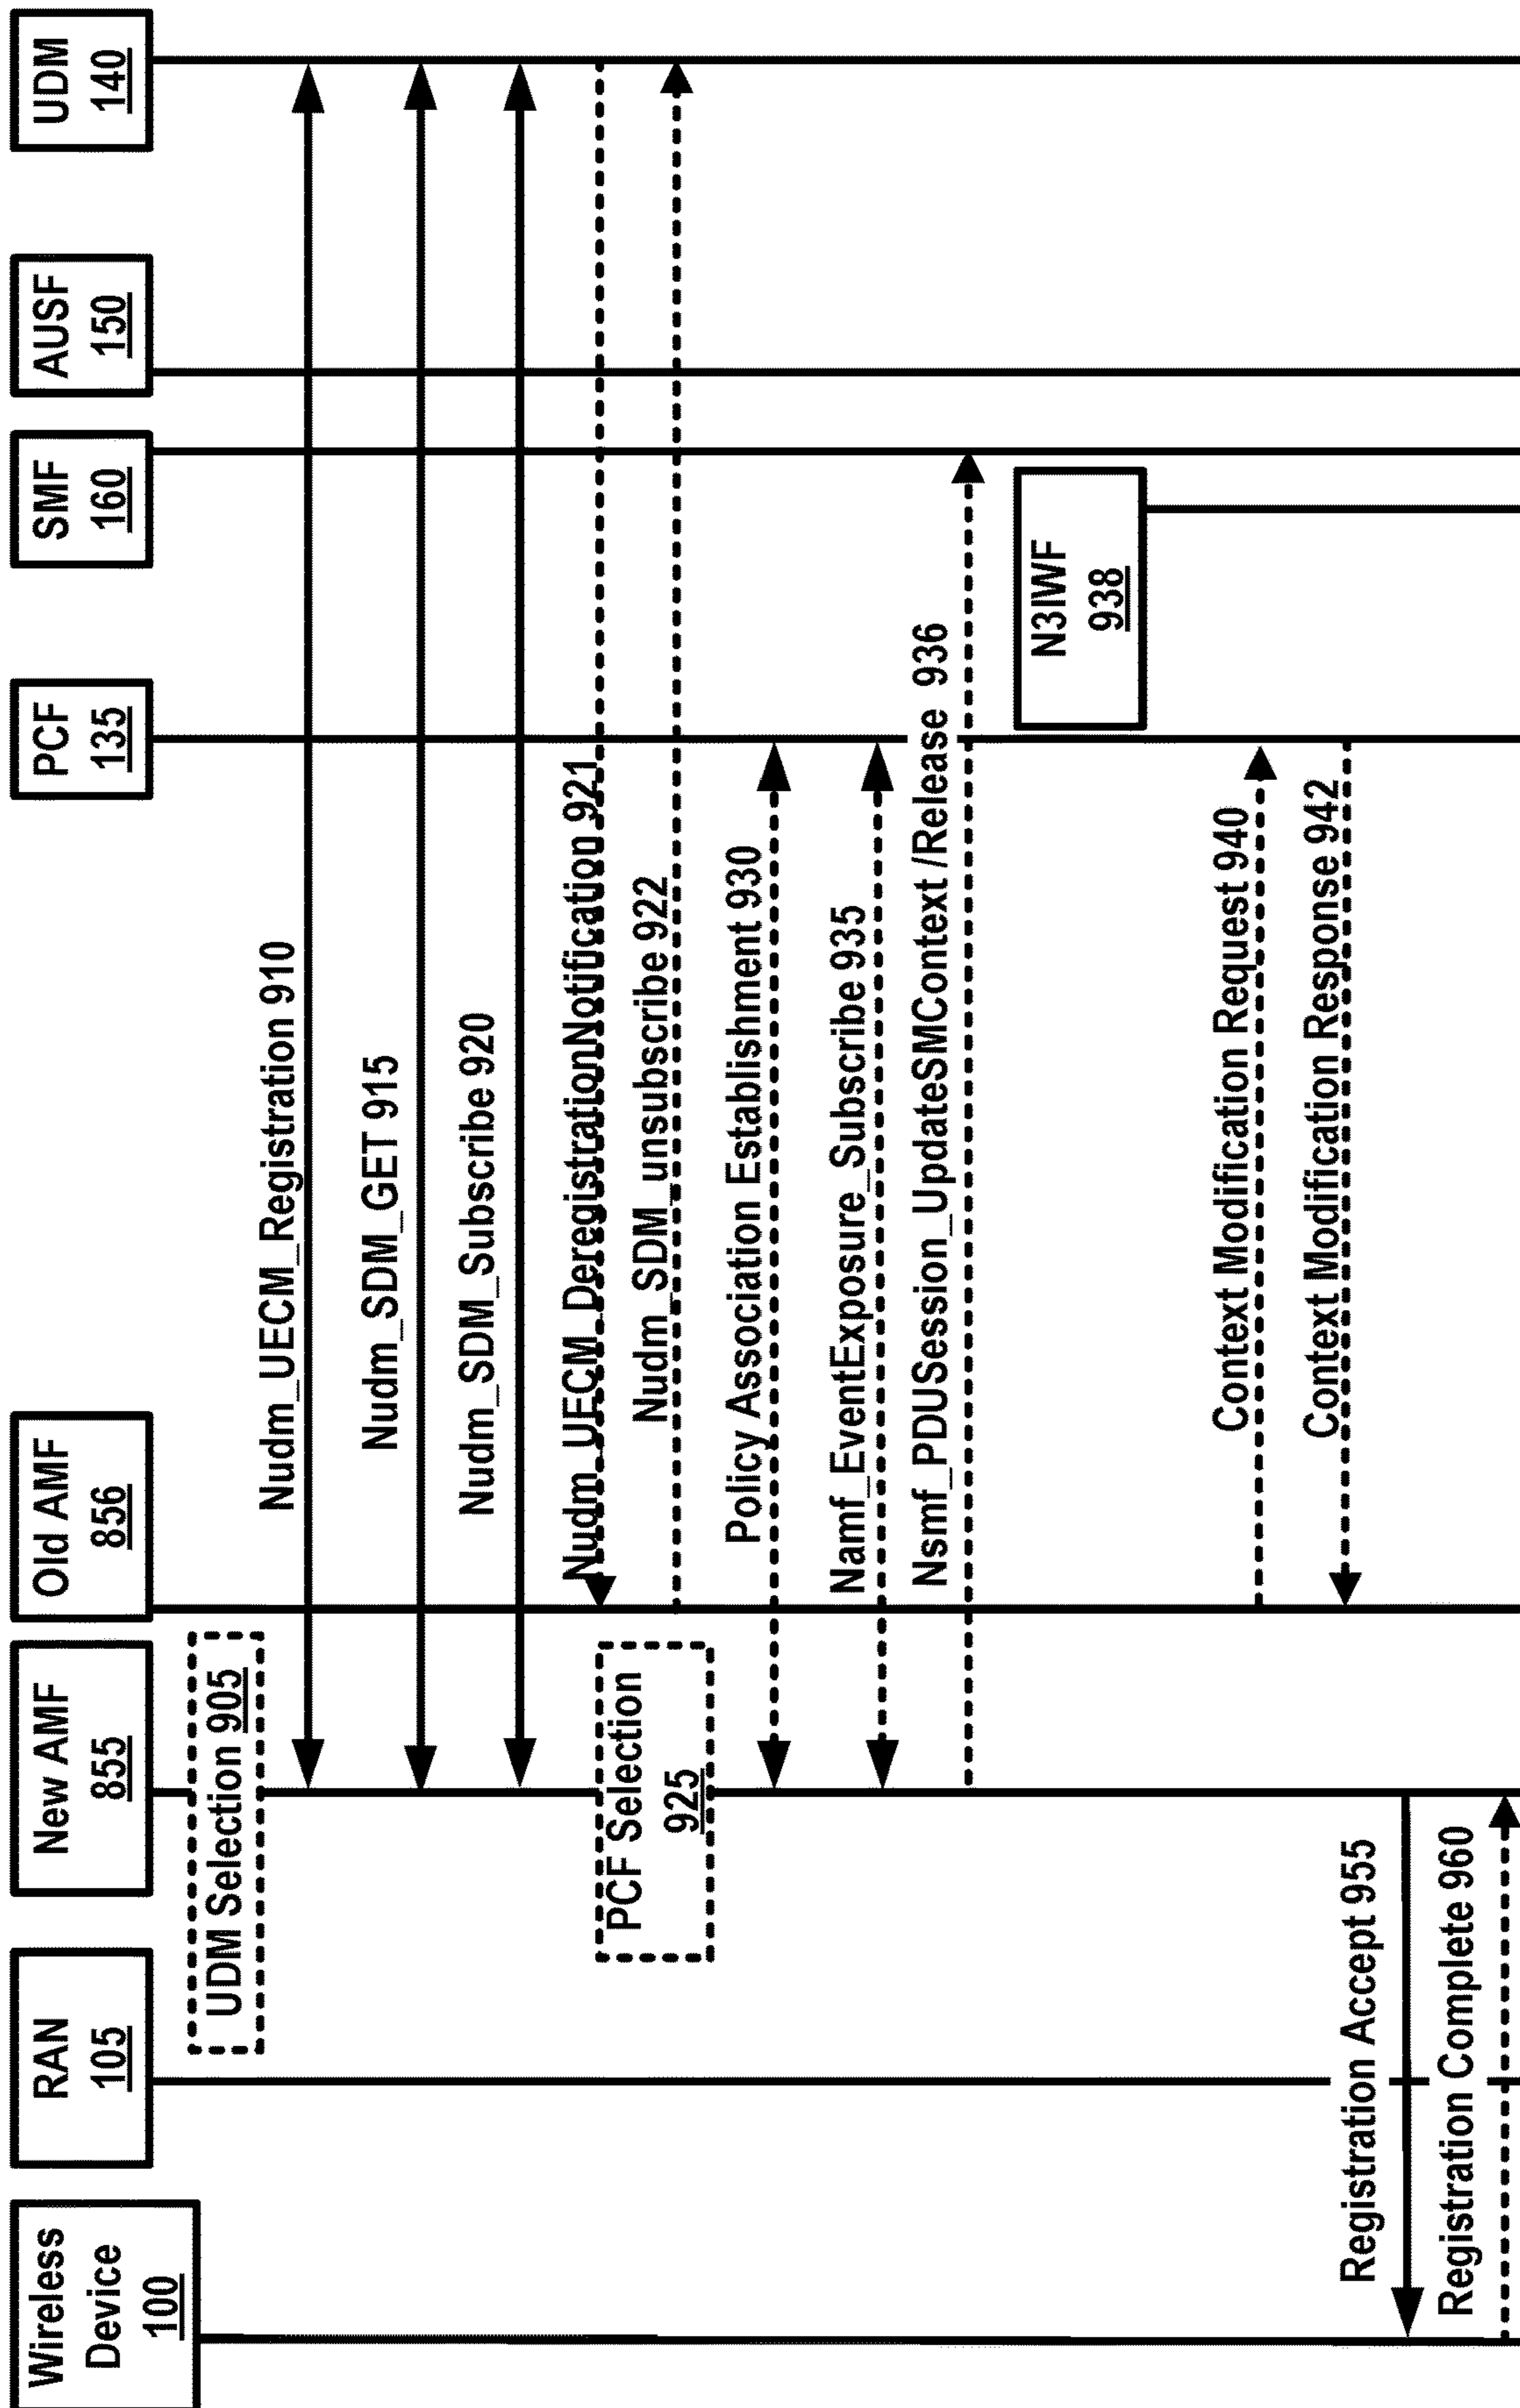 Wireless
Device
100
RAN
105
New AMF
855
Old AMF
856
PCF
135
SMF
160
AUSF
150
UDM
140
UDM Selection 905
Nudm_UECM_Registration 910
Nudm_SDM_GET 915
Nudm_SDM_Subscribe 920
Nudm_UECM_DeregistrationNotification 921
Nudm_SDM_unsubscribe 922
PCF Selection
925
Policy Association Establishment 930
Namf_EventExposure_Subscribe 935
Nsmf_PDUSession_UpdateSMContext /Release 936
N3IWF
938
Context Modification Request 940
Context Modification Response 942
Registration Accept 955
Registration Complete 960